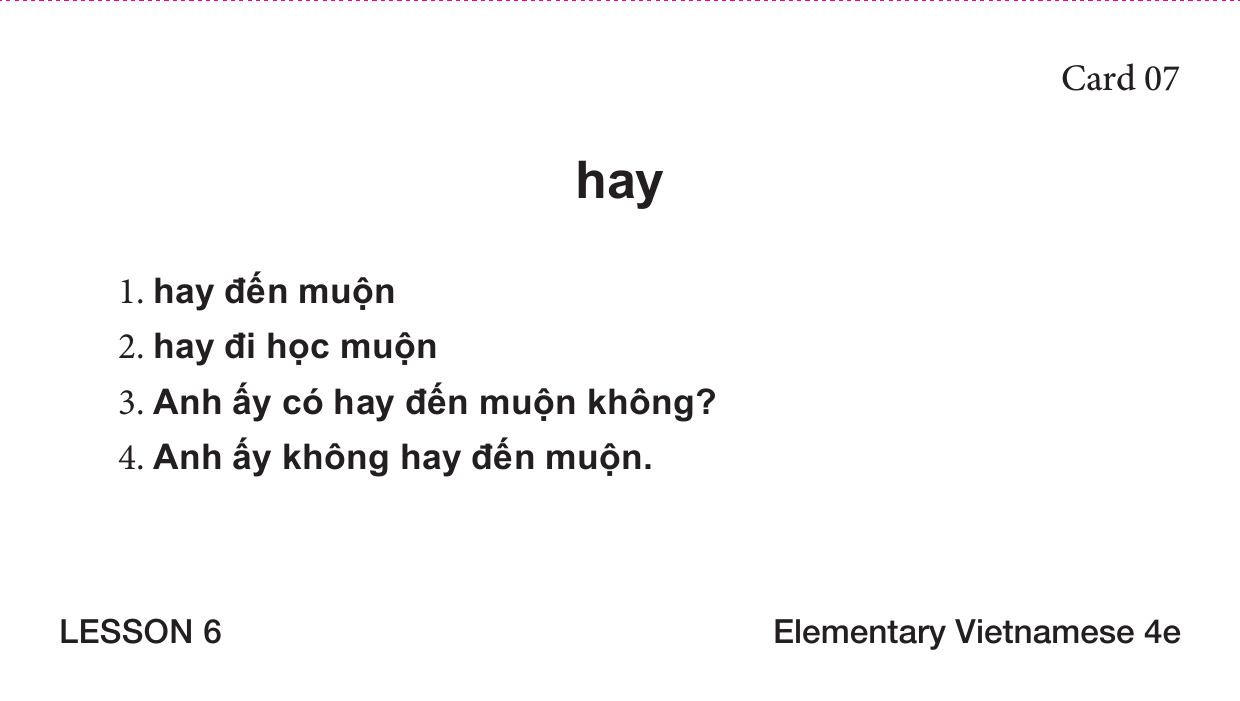 Card 07
hay
1. hay đến muộn
2. hay đi học muộn
3. Anh ấy có hay đến muộn không?
4. Anh ấy không hay đến muộn.
LESSON 6
Elementary Vietnamese 4e